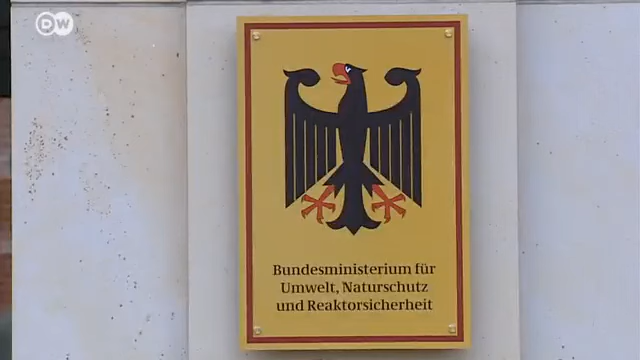 DW
Bundesministerium für
Umwelt, Naturschutz
und Reaktorsicherheit